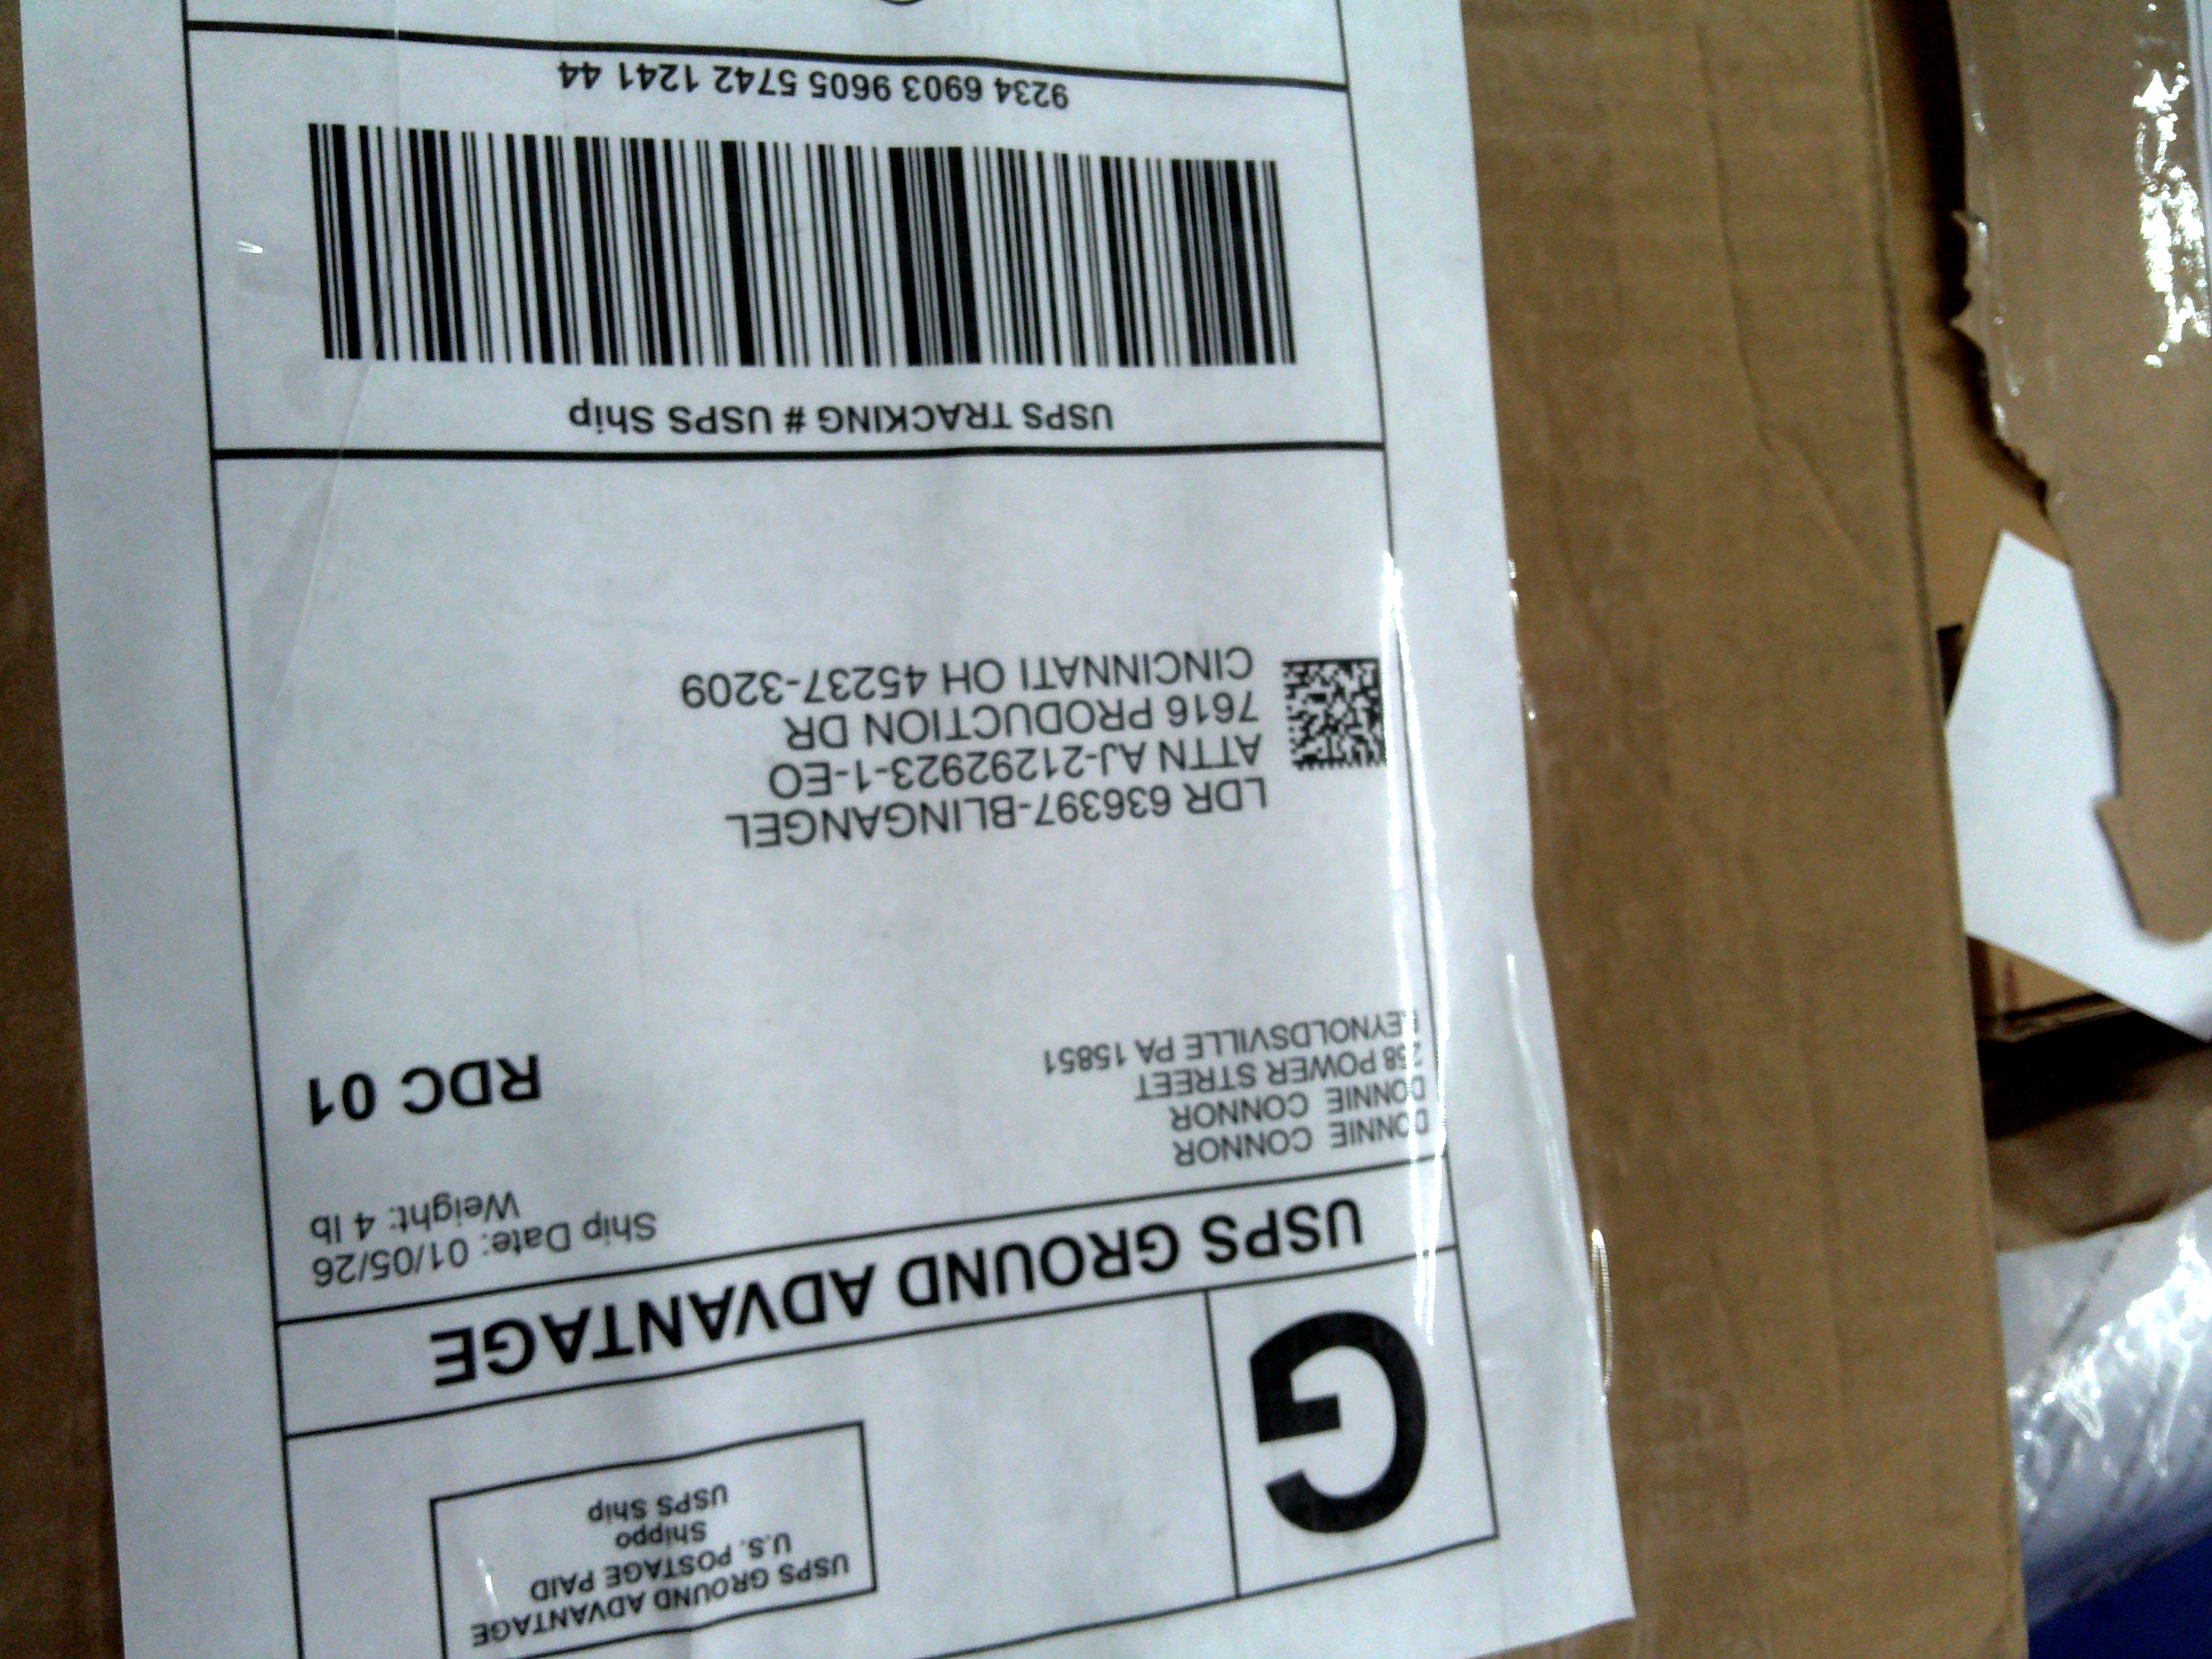 USPS GROUND ADVANTAGE
U.S. POSTAGE PAID
Shippo
USPS Ship
G
USPS GROUND ADVANTAGE
Ship Date: 01/05/26
Weight: 4 lb
DONNIE CONNOR
DONNIE CONNOR
POWER STREET
REYNOLDSVILLE PA 15851
RDC 01
LDR 636397-BLINGANGEL
ATTN AJ-21292923-1-EO
7616 PRODUCTION DR
CINCINNATI OH 45237-3209
USPS TRACKING # USPS Ship
9234 6903 9605 5742 1241 44